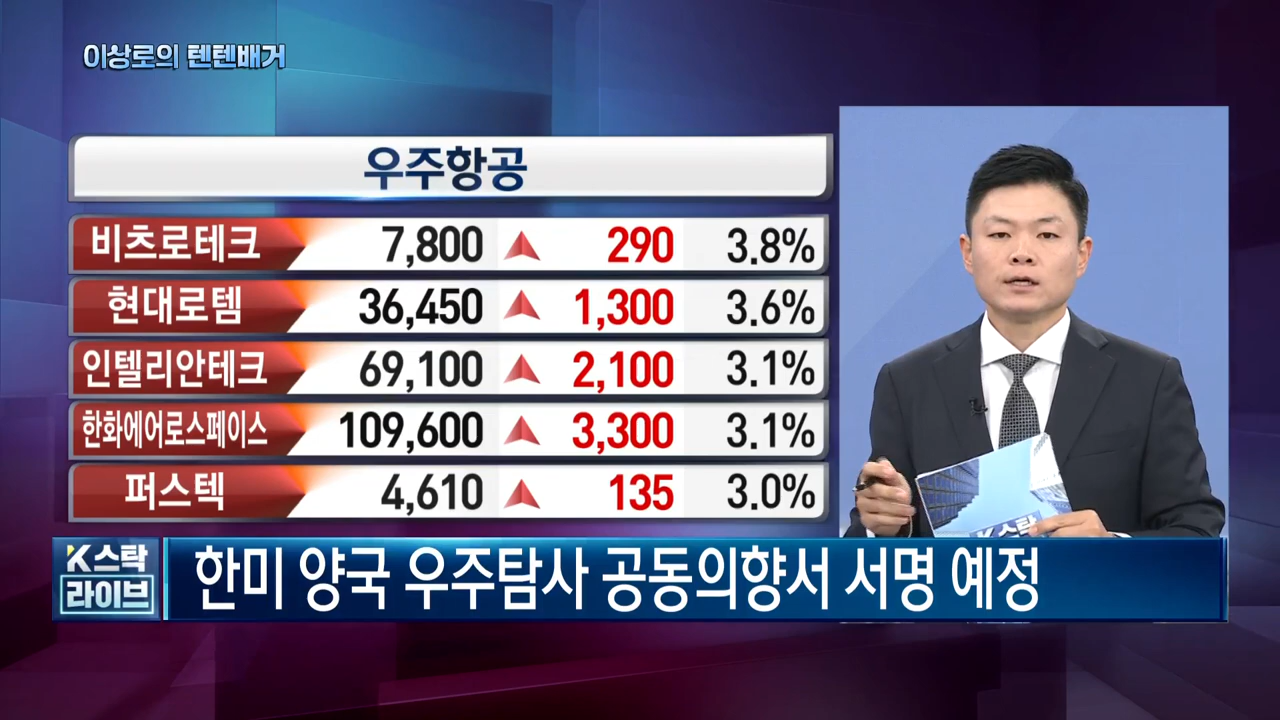 이상로의 텐텐배거
우주항공
비츠로테크 7,800 ▲ 290 3.8%
현대로템 36,450 ▲ 1,300 3.6%
인텔리안테크 69,100 ▲ 2,100 3.1%
한화에어로스페이스 109,600 ▲ 3,300 3.1%
퍼스텍 4,610 ▲ 135 3.0%
K스탁
K스탁
라이브
한미 양국 우주탐사 공동의향서 서명 예정